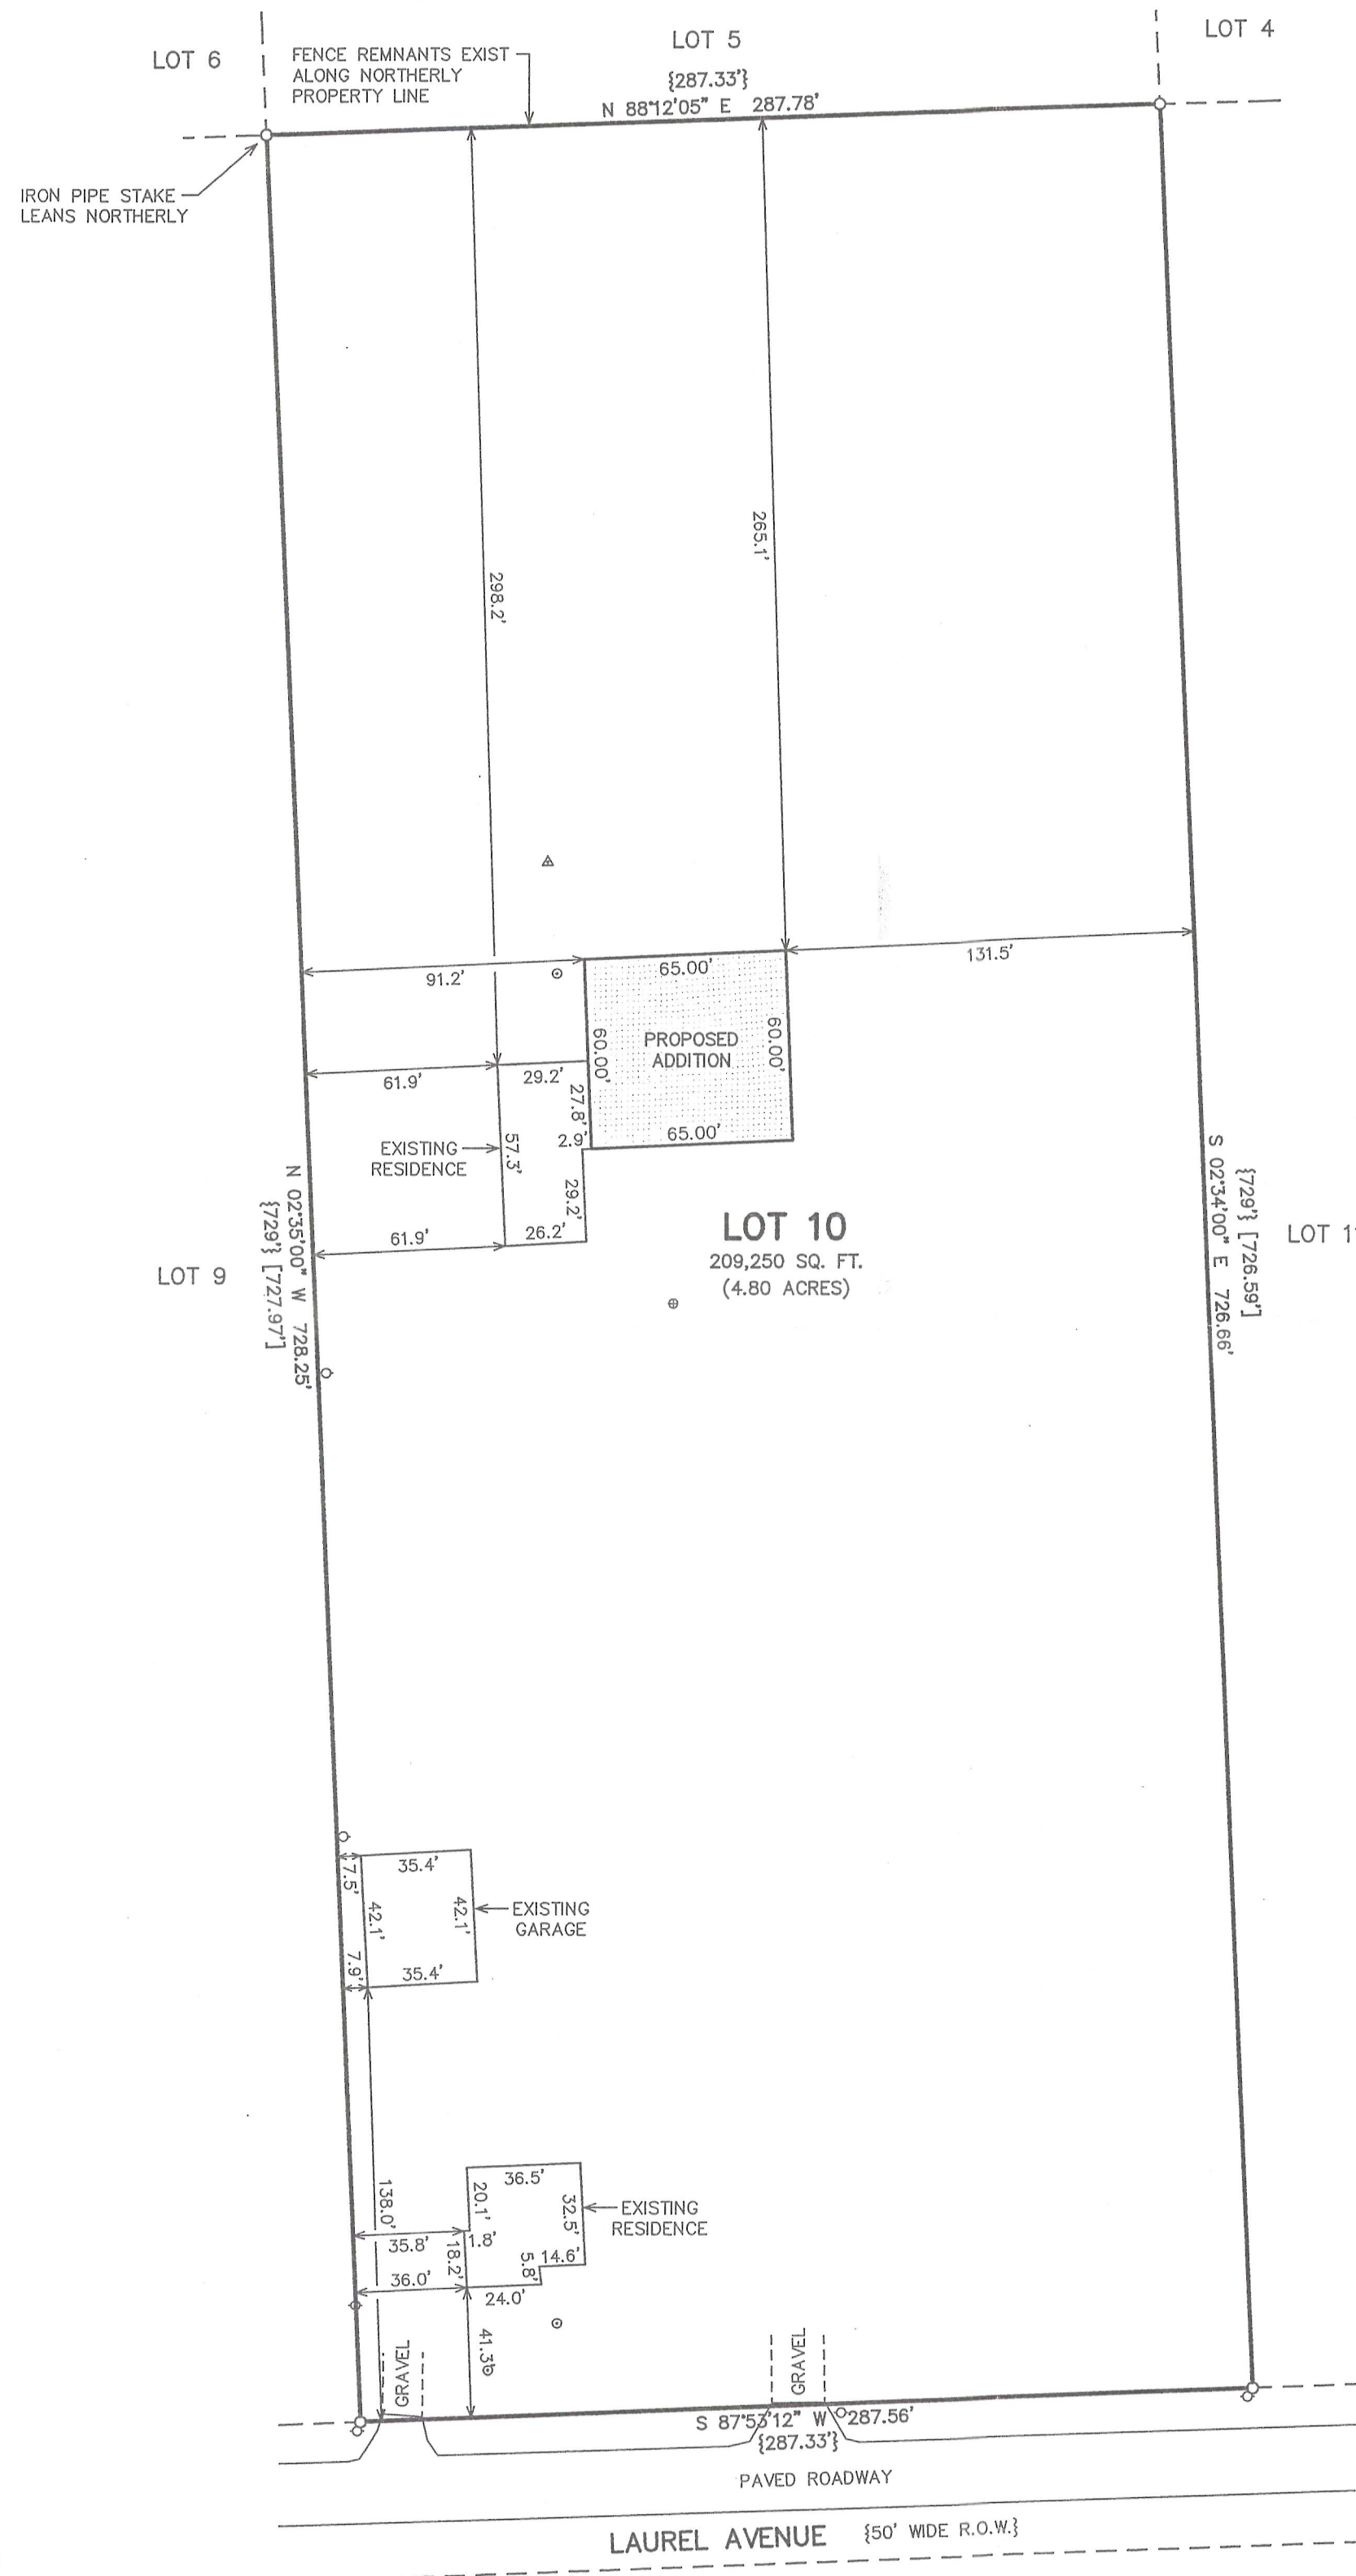 LOT 6
FENCE REMNANTS EXIST
ALONG NORTHERLY
PROPERTY LINE
LOT 5
{287.33'}
N 88°12'05" E 287.78'
LOT 4
IRON PIPE STAKE
LEANS NORTHERLY
298.2'
265.1'
91.2'
65.00'
131.5'
60.00'
PROPOSED
ADDITION
60.00'
61.9'
29.2'
27.8'
2.9'
65.00'
EXISTING
RESIDENCE
57.3'
29.2'
61.9'
26.2'
N 02°35'00" W 728.25'
{729'} [727.97']
LOT 9
LOT 10
209,250 SQ. FT.
(4.80 ACRES)
S 02°34'00" E 726.66'
{729'} [726.59']
LOT 1
7.5'
35.4'
42.1'
42.1'
EXISTING
GARAGE
7.9'
35.4'
138.0'
36.5'
20.1'
32.5'
EXISTING
RESIDENCE
35.8'
1.8'
18.2'
5.8'
14.6'
36.0'
24.0'
41.3'
GRAVEL
GRAVEL
S 87°53'12" W 287.56'
{287.33'}
PAVED ROADWAY
LAUREL AVENUE {50' WIDE R.O.W.}